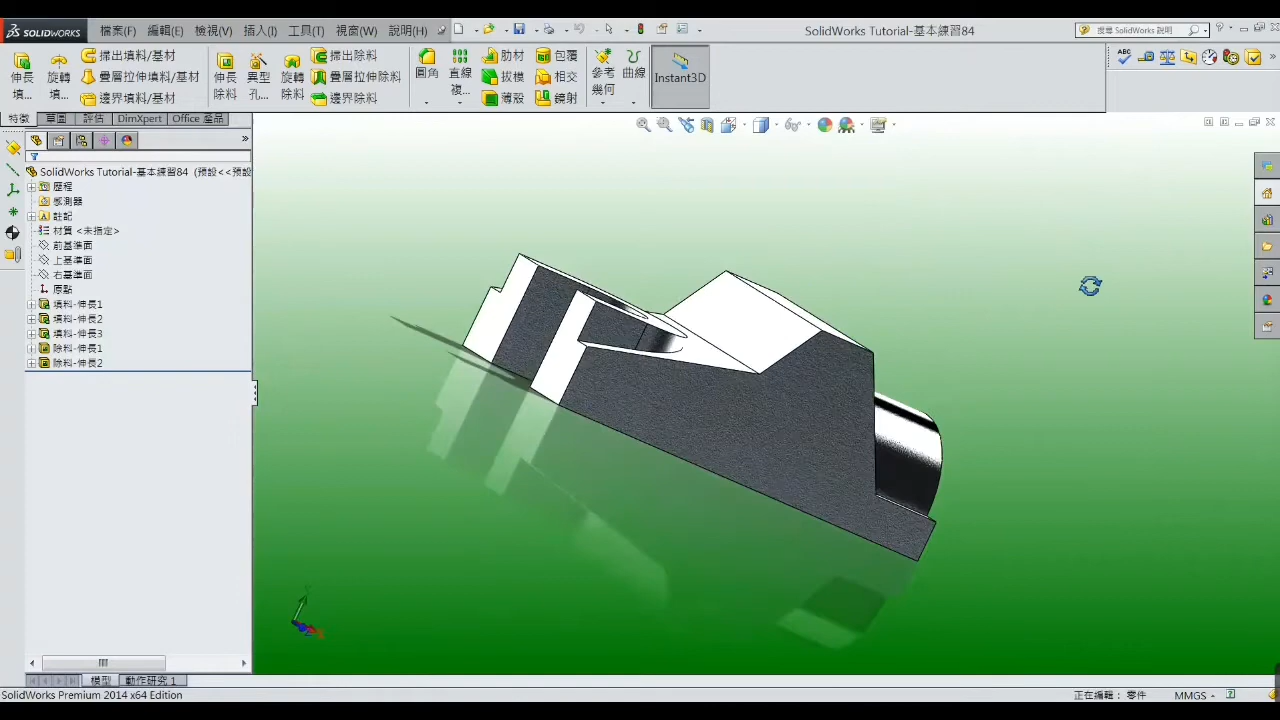 SOLIDWORKS 檔案(F) 編輯(E) 檢視(V) 插入(I) 工具(T) 視窗(W) 說明(H) SolidWorks Tutorial-基本練習84 搜尋 SolidWorks 說明
伸長填... 旋轉填... 掃出填料/基材 疊層拉伸填料/基材 邊界填料/基材 伸長除料 異型孔... 旋轉除料 掃出除料 疊層拉伸除料 邊界除料 圓角 直線複... 肋材 拔模 薄殼 包覆 相交 鏡射 參考幾何 曲線 Instant3D
特徵 草圖 評估 DimXpert Office 產品
SolidWorks Tutorial-基本練習84 (預設<<預設
歷程
感測器
註記
材質 <未指定>
前基準面
上基準面
右基準面
原點
填料-伸長1
填料-伸長2
填料-伸長3
除料-伸長1
除料-伸長2
模型 動作研究 1
SolidWorks Premium 2014 x64 Edition 正在編輯: 零件 MMGS